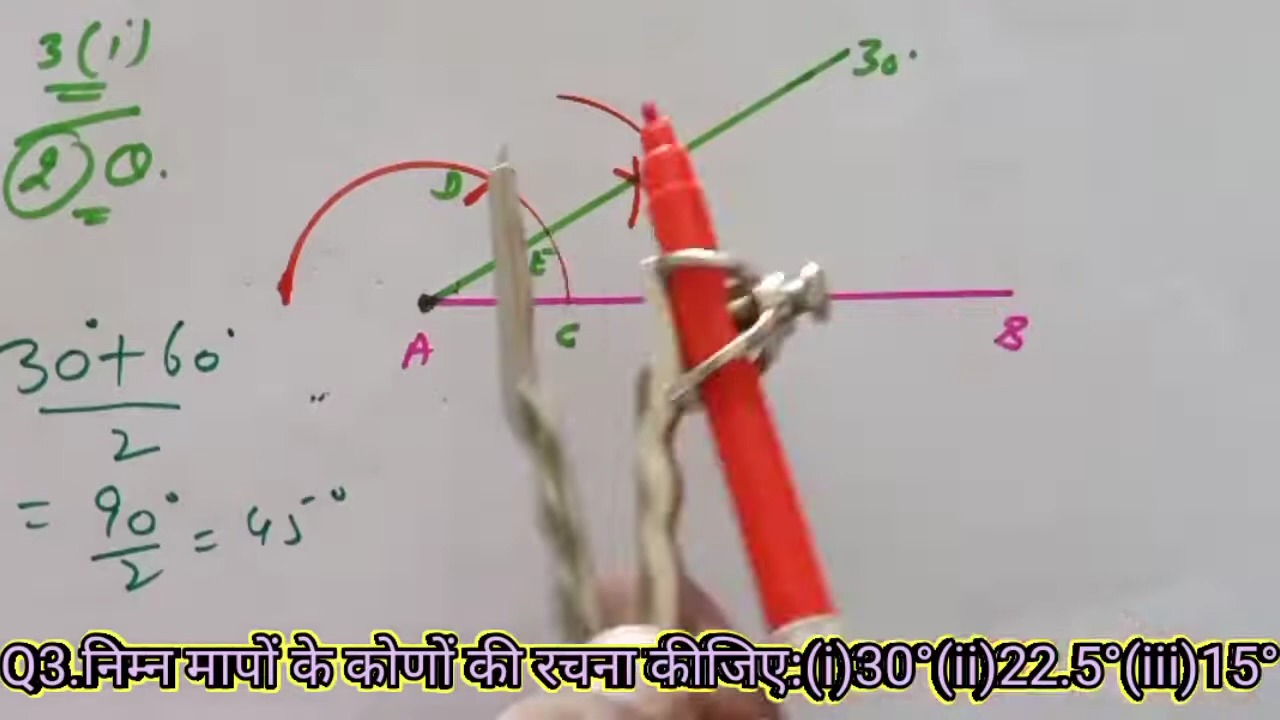 3(i)
2 Q.
30°
D
E
A
C
B
30°+60°
2
= 90° = 45°
2
Q3.निम्न मापों के कोणों की रचना कीजिए:(i)30°(ii)22.5°(iii)15°